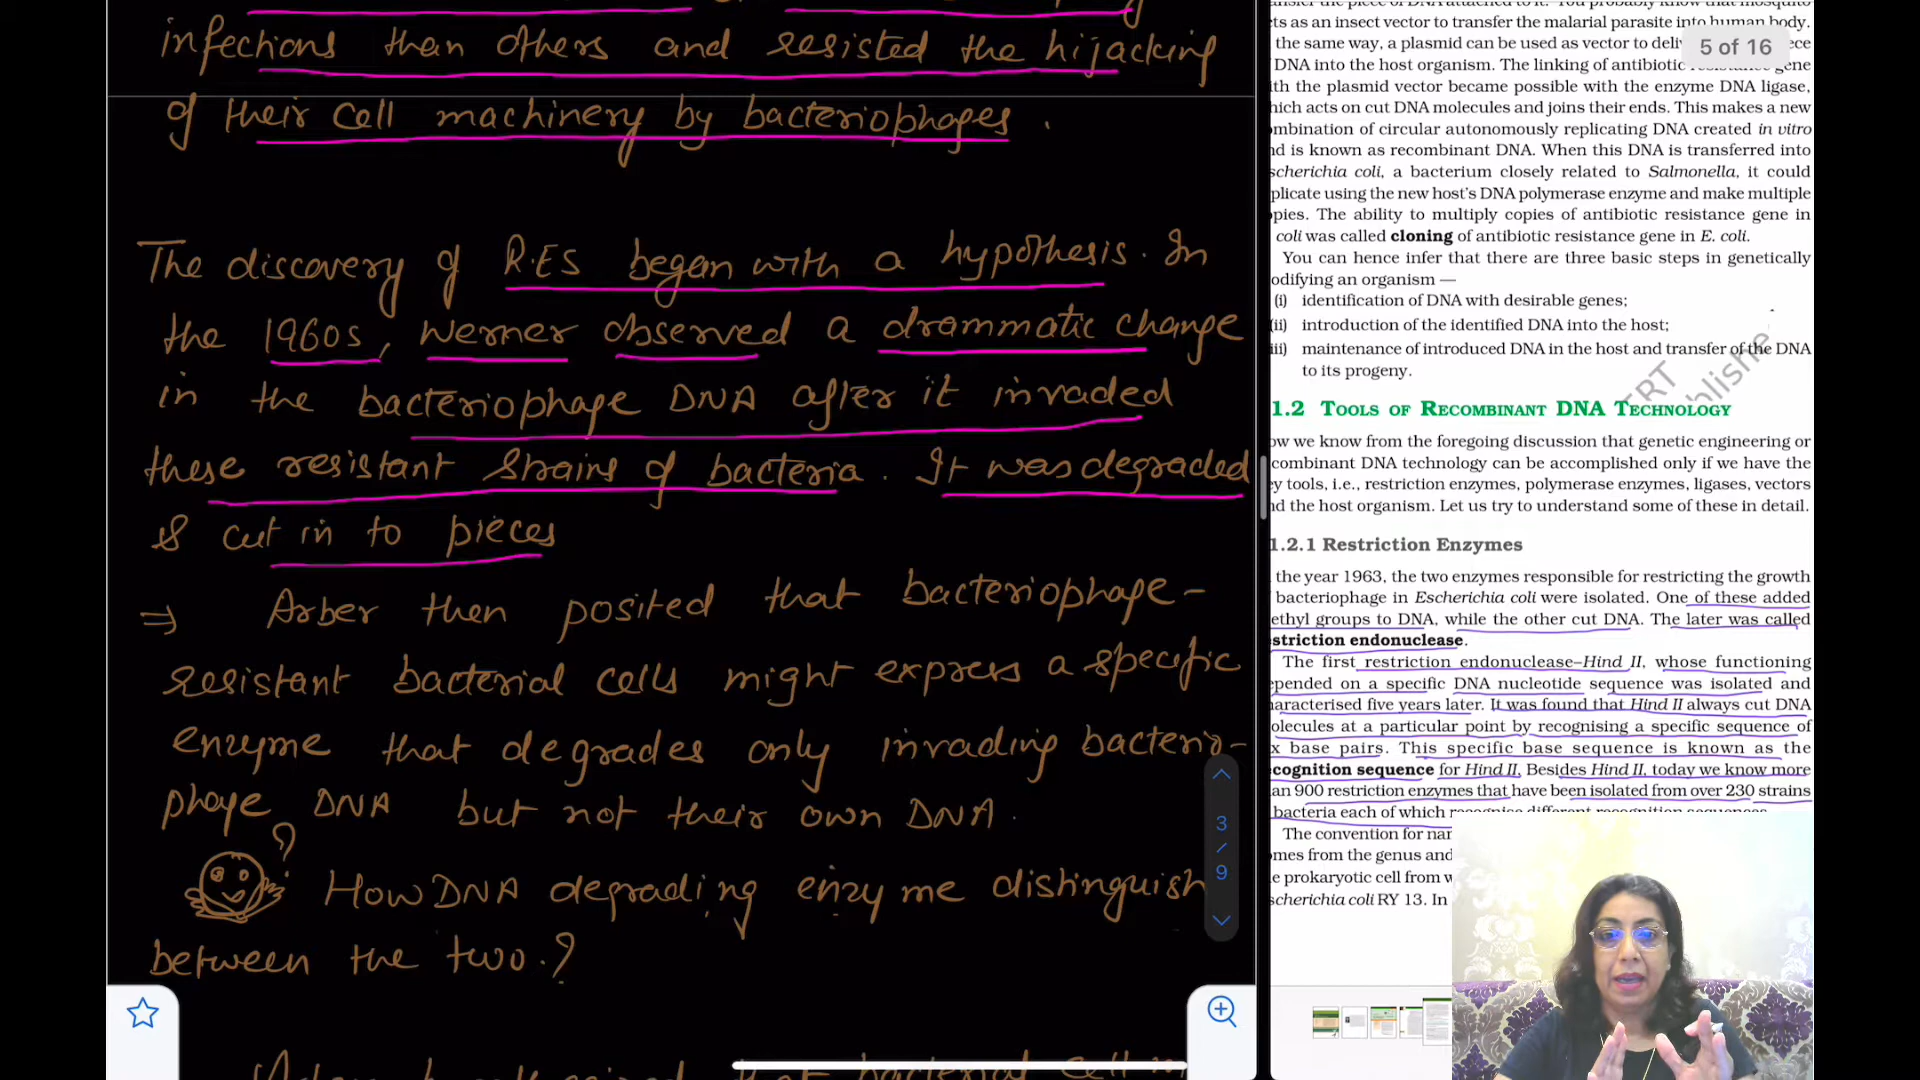 infections than others and resisted the hijacking
of their cell machinery by bacteriophages .
The discovery of R.ES began with a hypothesis. In
the 1960s, Werner observed a drammatic change
in the bacteriophage DNA after it invaded
these resistant strains of bacteria. It was degraded
& cut in to pieces
⇒ Arber then posited that bacteriophage-
resistant bacterial cells might express a specific
enzyme that degrades only invading bacterio-
phage DNA but not their own DNA.
? How DNA degrading enzyme distinguish
between the two.?
that bacterial cell m
3
/
9
5 of 16
cts as an insect vector to transfer the malarial parasite into human body.
the same way, a plasmid can be used as vector to deli ece
DNA into the host organism. The linking of antibiotic resistance gene
ith the plasmid vector became possible with the enzyme DNA ligase,
hich acts on cut DNA molecules and joins their ends. This makes a new
ombination of circular autonomously replicating DNA created in vitro
nd is known as recombinant DNA. When this DNA is transferred into
scherichia coli, a bacterium closely related to Salmonella, it could
plicate using the new host's DNA polymerase enzyme and make multiple
opies. The ability to multiply copies of antibiotic resistance gene in
coli was called cloning of antibiotic resistance gene in E. coli.
You can hence infer that there are three basic steps in genetically
odifying an organism —
(i) identification of DNA with desirable genes;
(ii) introduction of the identified DNA into the host;
iii) maintenance of introduced DNA in the host and transfer of the DNA
to its progeny.
1.2 TOOLS OF RECOMBINANT DNA TECHNOLOGY
ow we know from the foregoing discussion that genetic engineering or
combinant DNA technology can be accomplished only if we have the
ey tools, i.e., restriction enzymes, polymerase enzymes, ligases, vectors
nd the host organism. Let us try to understand some of these in detail.
1.2.1 Restriction Enzymes
the year 1963, the two enzymes responsible for restricting the growth
bacteriophage in Escherichia coli were isolated. One of these added
ethyl groups to DNA, while the other cut DNA. The later was called
striction endonuclease.
The first restriction endonuclease–Hind II, whose functioning
epended on a specific DNA nucleotide sequence was isolated and
aracterised five years later. It was found that Hind II always cut DNA
olecules at a particular point by recognising a specific sequence of
x base pairs. This specific base sequence is known as the
cognition sequence for Hind II. Besides Hind II, today we know more
an 900 restriction enzymes that have been isolated from over 230 strains
bacteria each of which recognise different recognition sequences.
The convention for nar
omes from the genus and
e prokaryotic cell from w
scherichia coli RY 13. In